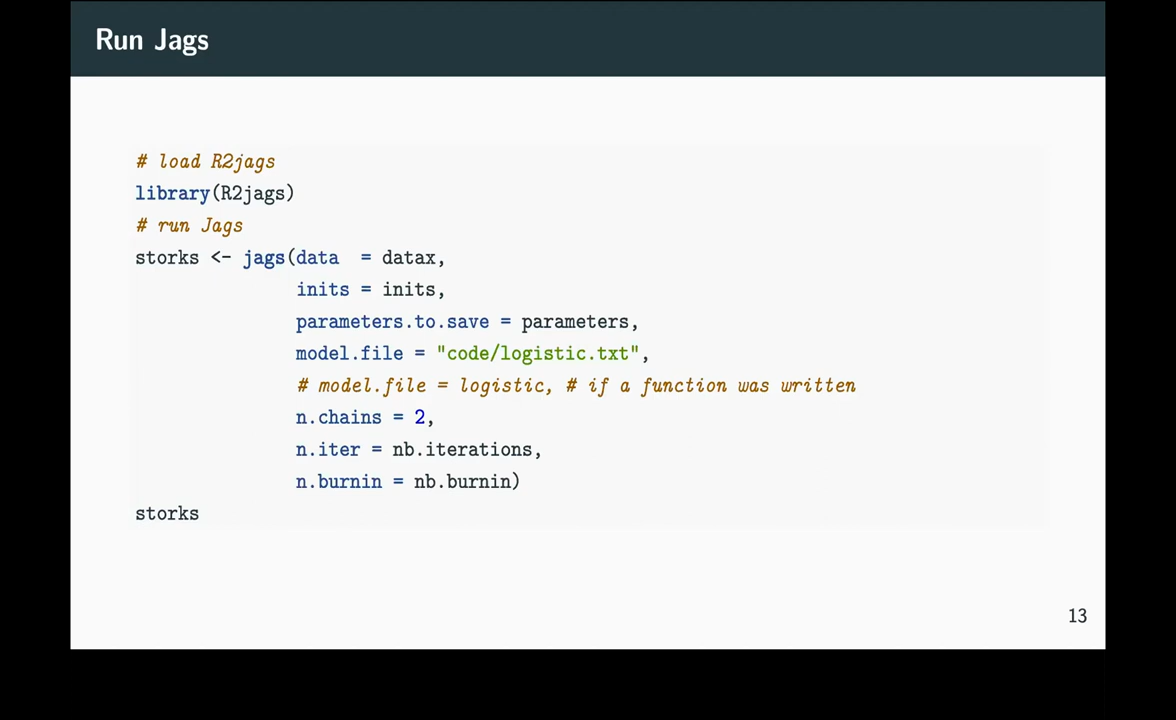 Run Jags
# load R2jags
library(R2jags)
# run Jags
storks <- jags(data  = datax,
               inits = inits,
               parameters.to.save = parameters,
               model.file = "code/logistic.txt",
               # model.file = logistic, # if a function was written
               n.chains = 2,
               n.iter = nb.iterations,
               n.burnin = nb.burnin)
storks
13